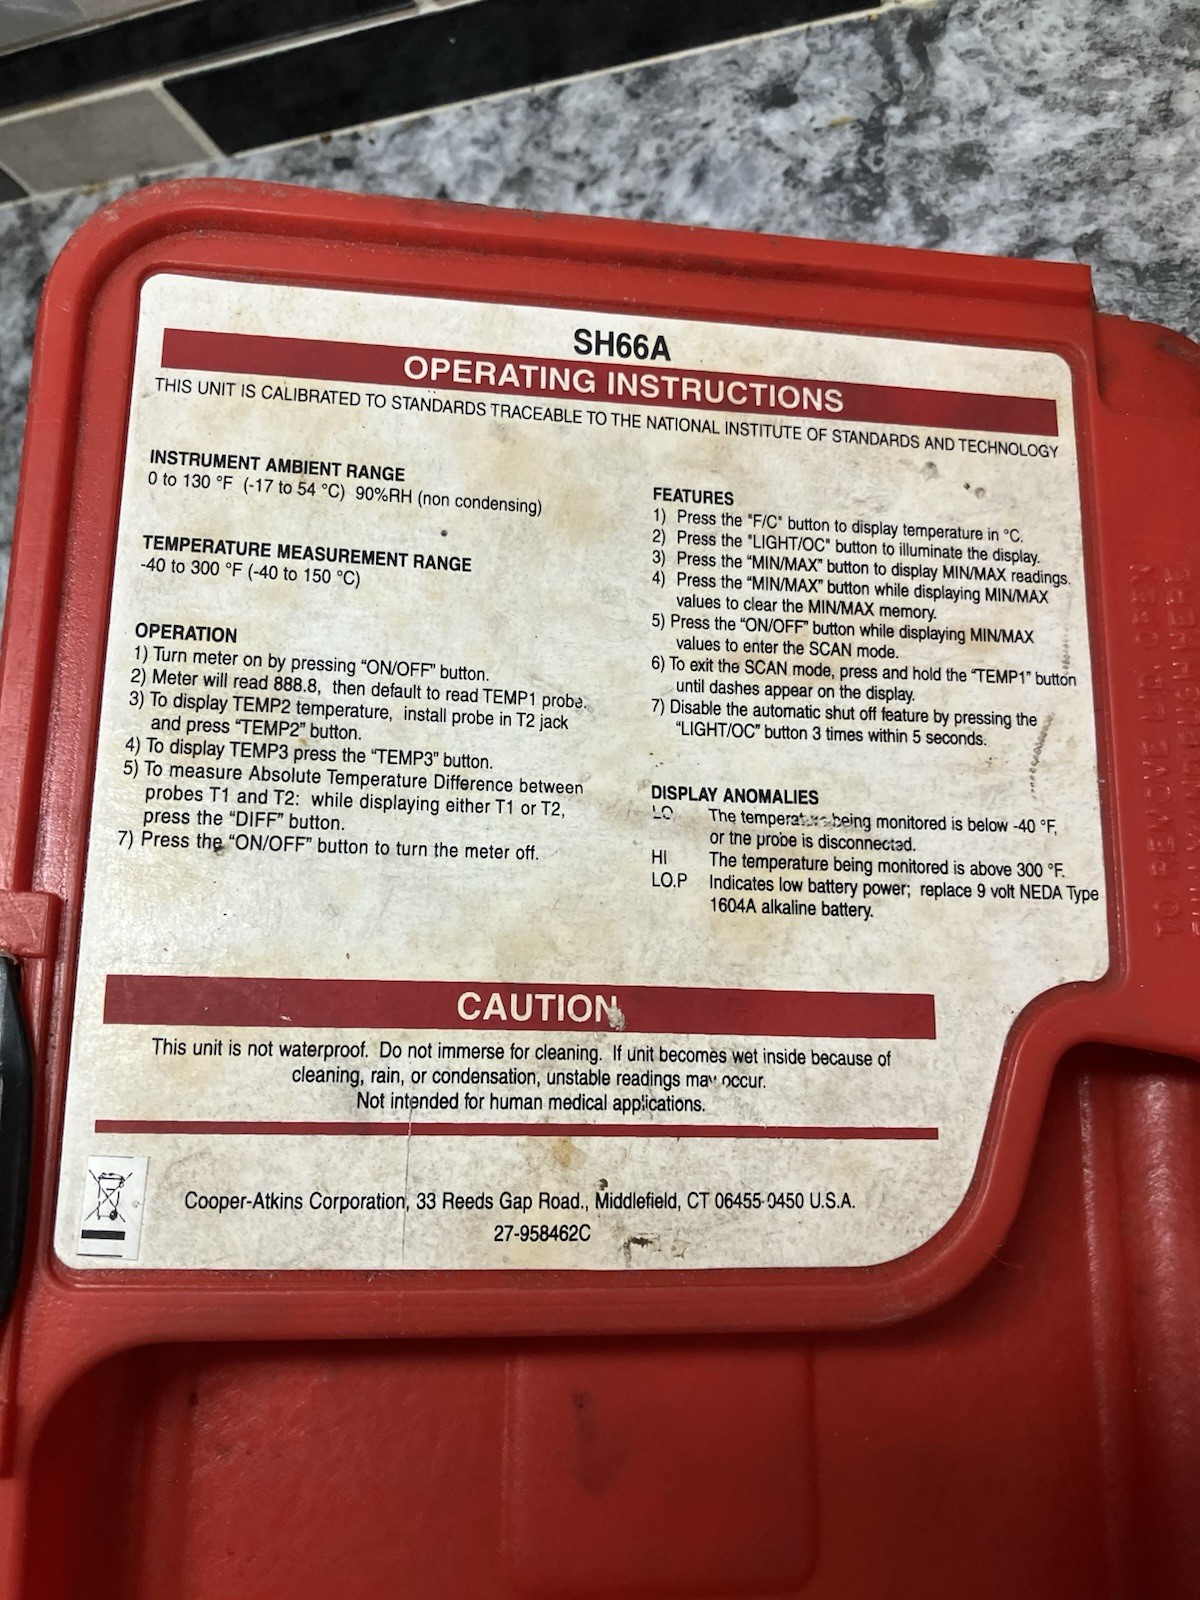 SH66A
OPERATING INSTRUCTIONS
THIS UNIT IS CALIBRATED TO STANDARDS TRACEABLE TO THE NATIONAL INSTITUTE OF STANDARDS AND TECHNOLOGY
INSTRUMENT AMBIENT RANGE
0 to 130 °F (-17 to 54 °C) 90%RH (non condensing)
TEMPERATURE MEASUREMENT RANGE
-40 to 300 °F (-40 to 150 °C)
OPERATION
1) Turn meter on by pressing “ON/OFF” button.
2) Meter will read 888.8, then default to read TEMP1 probe.
3) To display TEMP2 temperature, install probe in T2 jack
and press “TEMP2” button.
4) To display TEMP3 press the “TEMP3” button.
5) To measure Absolute Temperature Difference between
probes T1 and T2: while displaying either T1 or T2,
press the “DIFF” button.
7) Press the “ON/OFF” button to turn the meter off.
FEATURES
1) Press the "F/C" button to display temperature in °C.
2) Press the "LIGHT/OC" button to illuminate the display.
3) Press the “MIN/MAX” button to display MIN/MAX readings.
4) Press the “MIN/MAX” button while displaying MIN/MAX
values to clear the MIN/MAX memory.
5) Press the “ON/OFF” button while displaying MIN/MAX
values to enter the SCAN mode.
6) To exit the SCAN mode, press and hold the “TEMP1” button
until dashes appear on the display.
7) Disable the automatic shut off feature by pressing the
“LIGHT/OC” button 3 times within 5 seconds.
DISPLAY ANOMALIES
LO The temperature being monitored is below -40 °F,
or the probe is disconnected.
HI The temperature being monitored is above 300 °F.
LO.P Indicates low battery power; replace 9 volt NEDA Type
1604A alkaline battery.
CAUTION
This unit is not waterproof. Do not immerse for cleaning. If unit becomes wet inside because of
cleaning, rain, or condensation, unstable readings may occur.
Not intended for human medical applications.
Cooper-Atkins Corporation, 33 Reeds Gap Road., Middlefield, CT 06455-0450 U.S.A.
27-958462C
TO REMOVE LID OPEN